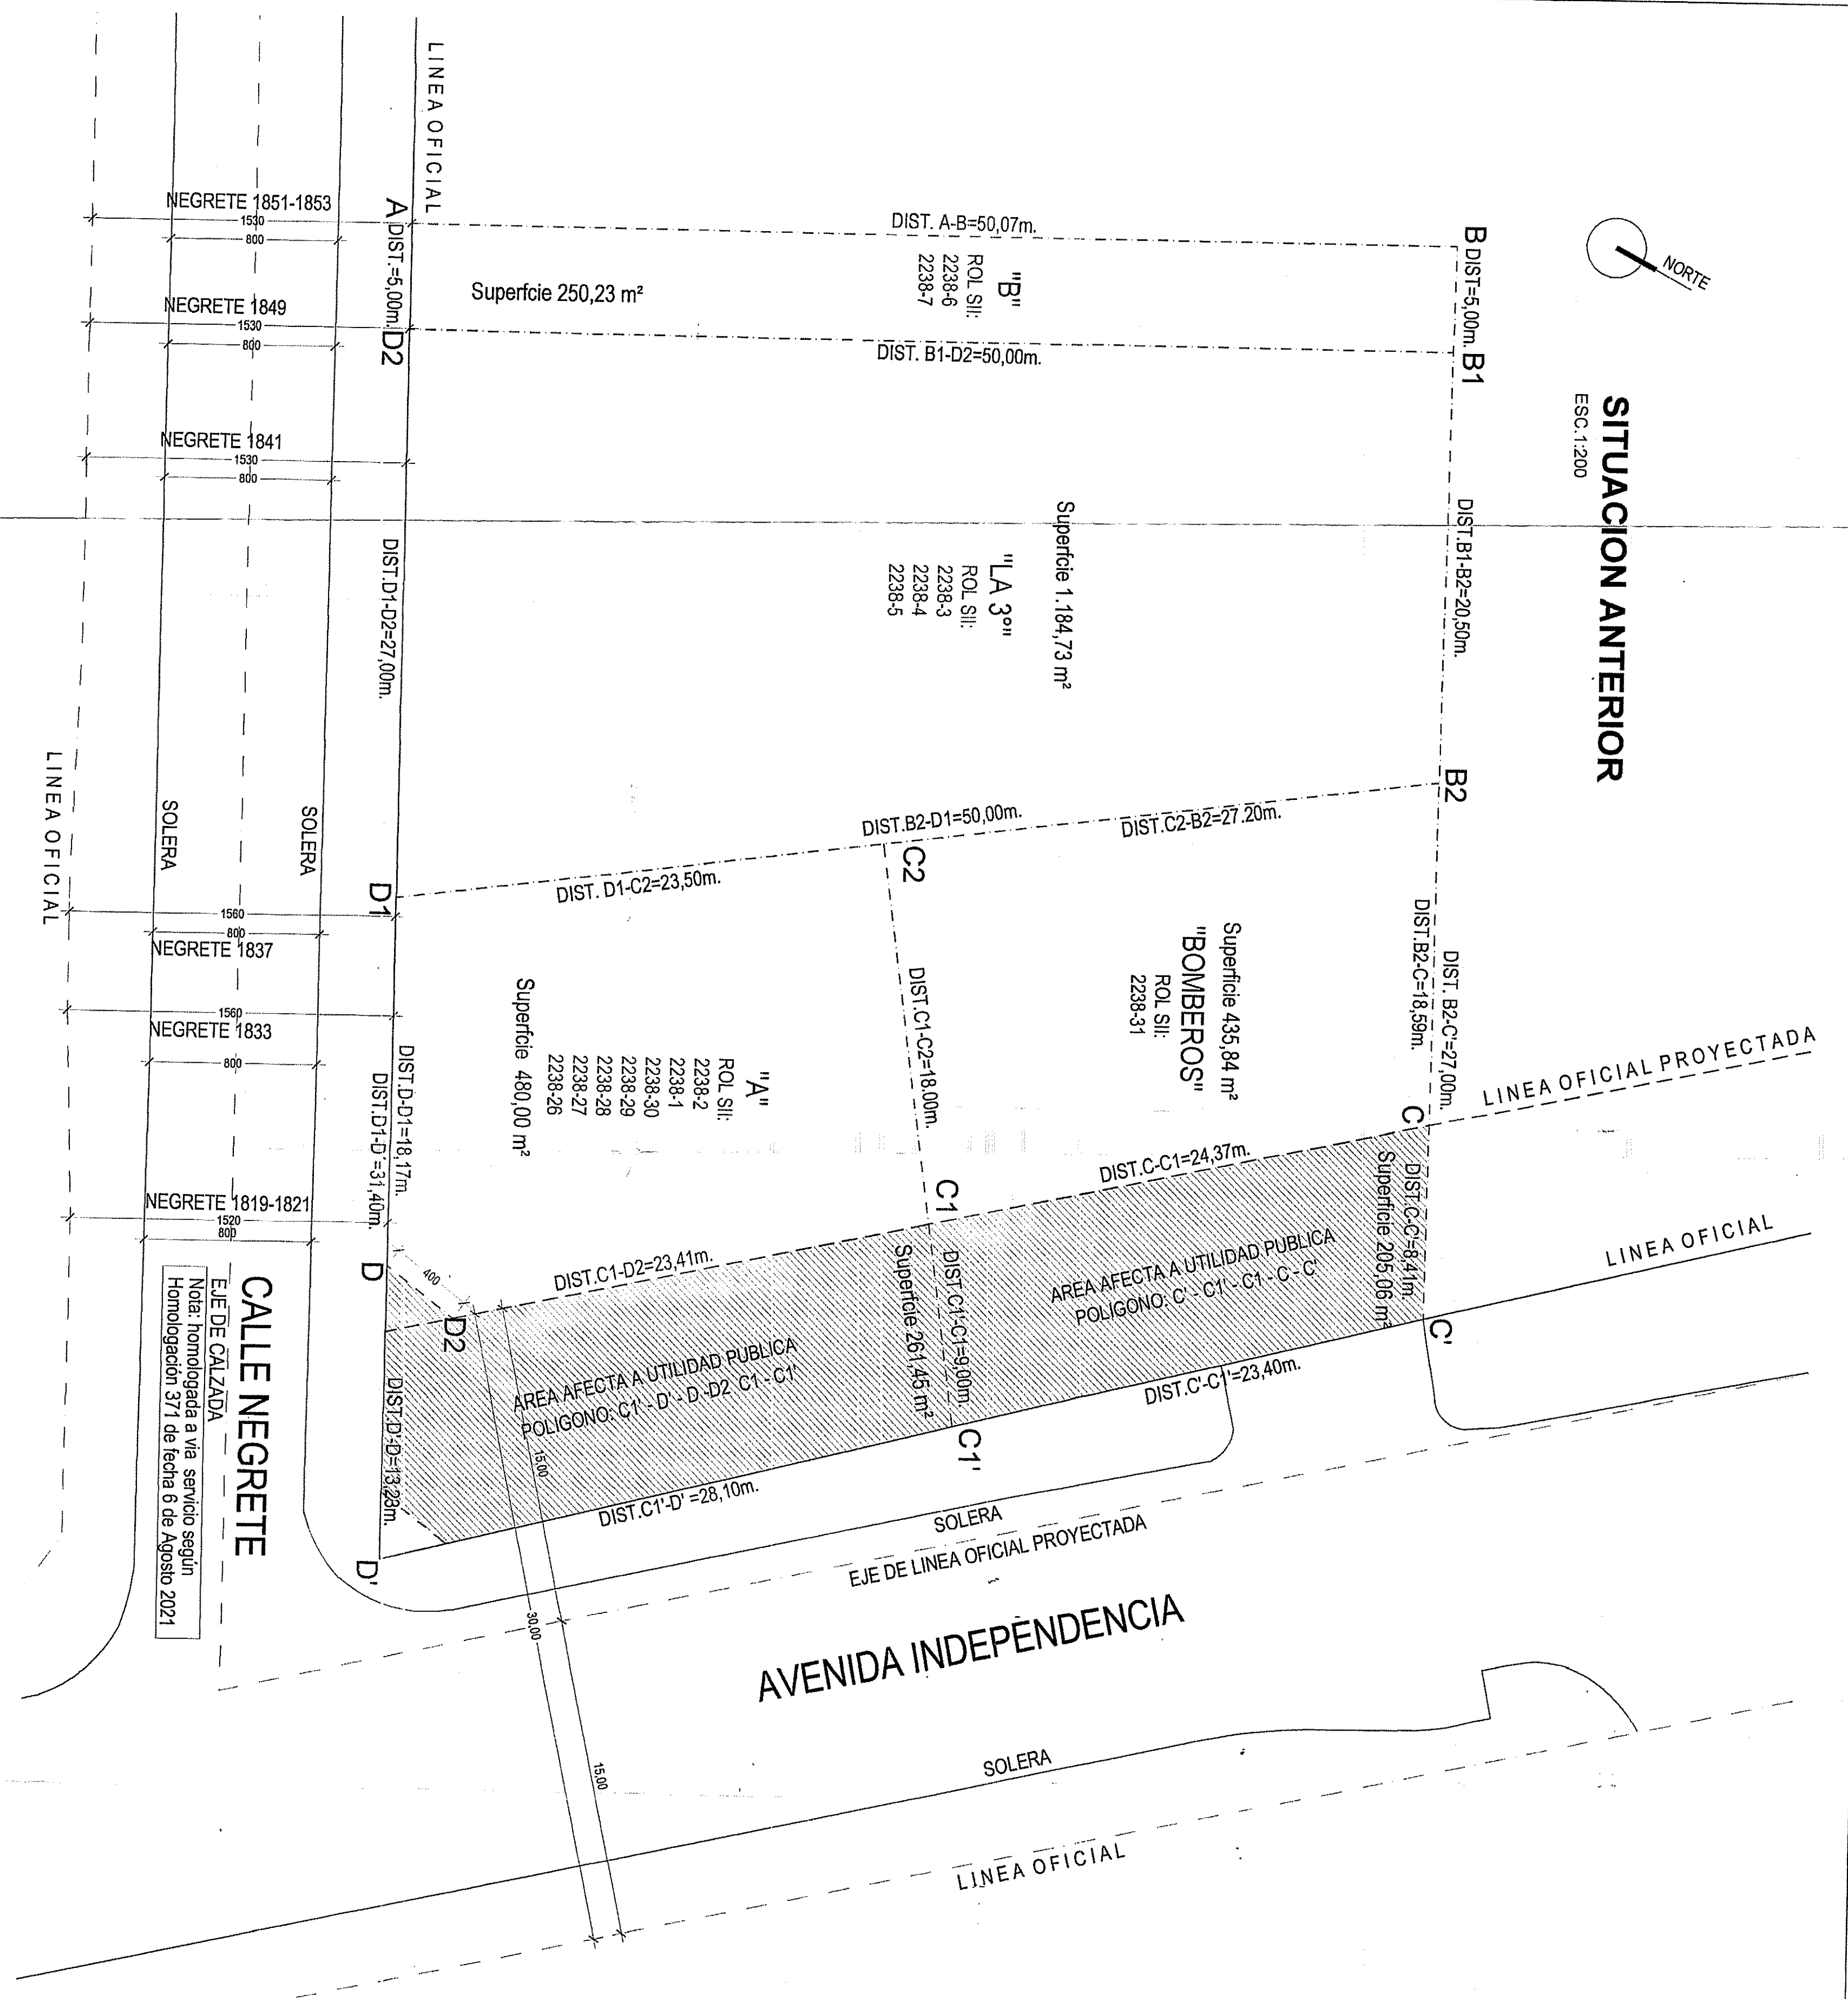 SITUACION ANTERIOR
ESC.1:200
NORTE
LINEA OFICIAL
NEGRETE 1851-1853
1530
800
A
DIST.=5,00m.
D2
DIST. A-B=50,07m.
B
DIST=5,00m.
B1
"B"
ROL SII:
2238-6
2238-7
Superfcie 250,23 m²
NEGRETE 1849
1530
800
DIST. B1-D2=50,00m.
NEGRETE 1841
1530
800
DIST.D1-D2=27,00m.
Superfcie 1.184,73 m²
"LA 3º"
ROL SII:
2238-3
2238-4
2238-5
DIST.B1-B2=20,50m.
B2
DIST.B2-D1=50,00m.
DIST.C2-B2=27.20m.
DIST. D1-C2=23,50m.
C2
D1
LINEA OFICIAL
SOLERA
SOLERA
1560
800
NEGRETE 1837
1560
NEGRETE 1833
800
DIST.C1-C2=18,00m.
Superficie 435,84 m²
"BOMBEROS"
ROL SII:
2238-31
DIST.B2-C=18,59m.
DIST. B2-C'=27,00m.
LINEA OFICIAL PROYECTADA
"A"
ROL SII:
2238-2
2238-1
2238-30
2238-29
2238-28
2238-27
2238-26
Superfcie 480,00 m²
DIST.D-D1=18,17m.
DIST.D1-D'=31,40m.
NEGRETE 1819-1821
1520
800
C
DIST.C-C1=24,37m.
C1
DIST.C1-D2=23,41m.
D
400
D2
DIST.C-C'=8,41m.
Superficie 205,06 m²
AREA AFECTA A UTILIDAD PUBLICA
POLIGONO: C' - C1' - C1 - C - C'
DIST.C1'-C1=9,00m.
Superficie 261,45 m²
AREA AFECTA A UTILIDAD PUBLICA
POLIGONO: C1' - D' - D -D2 C1 - C1'
DIST.D'-D=13,23m.
LINEA OFICIAL
C'
DIST.C'-C1'=23,40m.
C1'
DIST.C1'-D' =28,10m.
D'
15,00
30,00
15,00
CALLE NEGRETE
EJE DE CALZADA
Nota: homologada a via servicio según
Homologación 371 de fecha 6 de Agosto 2021
SOLERA
EJE DE LINEA OFICIAL PROYECTADA
AVENIDA INDEPENDENCIA
SOLERA
LINEA OFICIAL